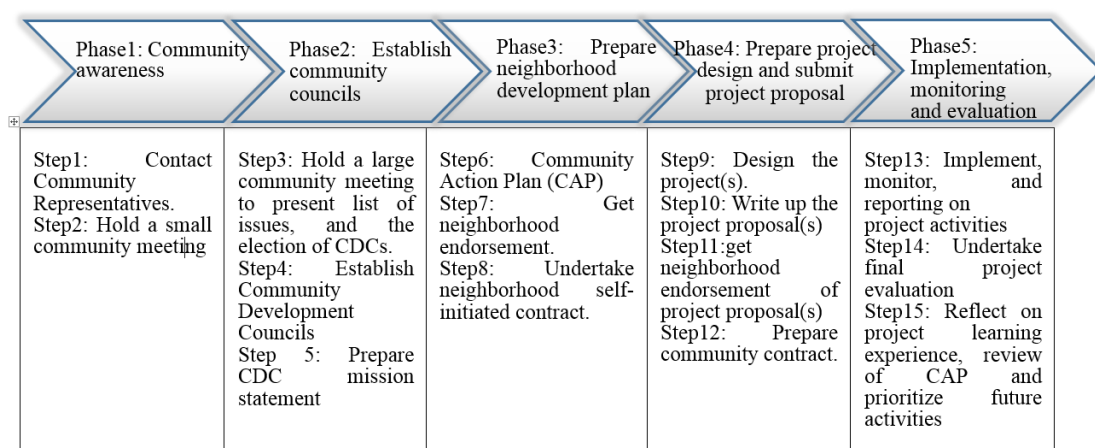 Phase1: Community
awareness
Phase2: Establish
community
councils
Phase3: Prepare
neighborhood
development plan
Phase4: Prepare project
design and submit
project proposal
Phase5:
Implementation,
monitoring
and evaluation
Step1: Contact
Community
Representatives.
Step2: Hold a small
community meeting
Step3: Hold a large
community meeting
to present list of
issues, and the
election of CDCs.
Step4: Establish
Community
Development
Councils
Step 5: Prepare
CDC mission
statement
Step6: Community
Action Plan (CAP)
Step7: Get
neighborhood
endorsement.
Step8: Undertake
neighborhood self-
initiated contract.
Step9: Design the
project(s).
Step10: Write up the
project proposal(s)
Step11:get
neighborhood
endorsement of
project proposal(s)
Step12: Prepare
community contract.
Step13: Implement,
monitor, and
reporting on
project activities
Step14: Undertake
final project
evaluation
Step15: Reflect on
project learning
experience, review
of CAP and
prioritize future
activities